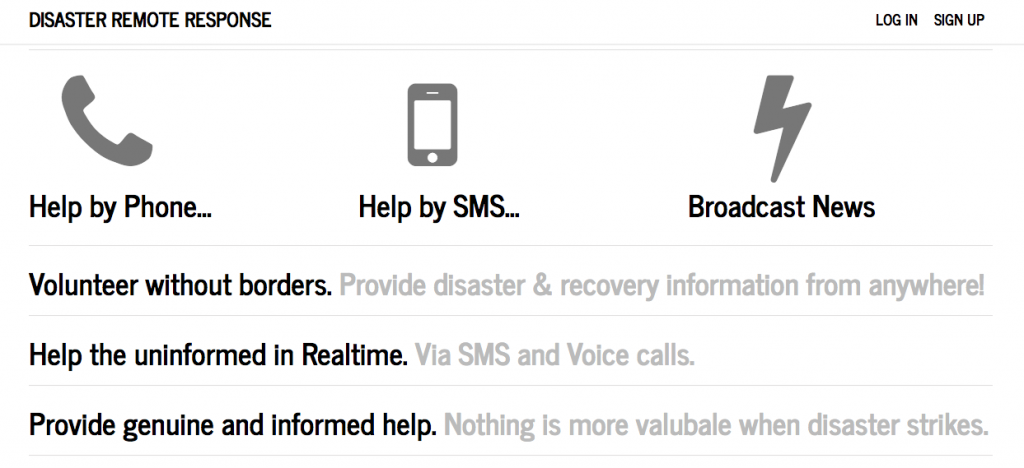 DISASTER REMOTE RESPONSE LOG IN SIGN UP
Help by Phone... Help by SMS... Broadcast News
Volunteer without borders. Provide disaster & recovery information from anywhere!
Help the uninformed in Realtime. Via SMS and Voice calls.
Provide genuine and informed help. Nothing is more valubale when disaster strikes.